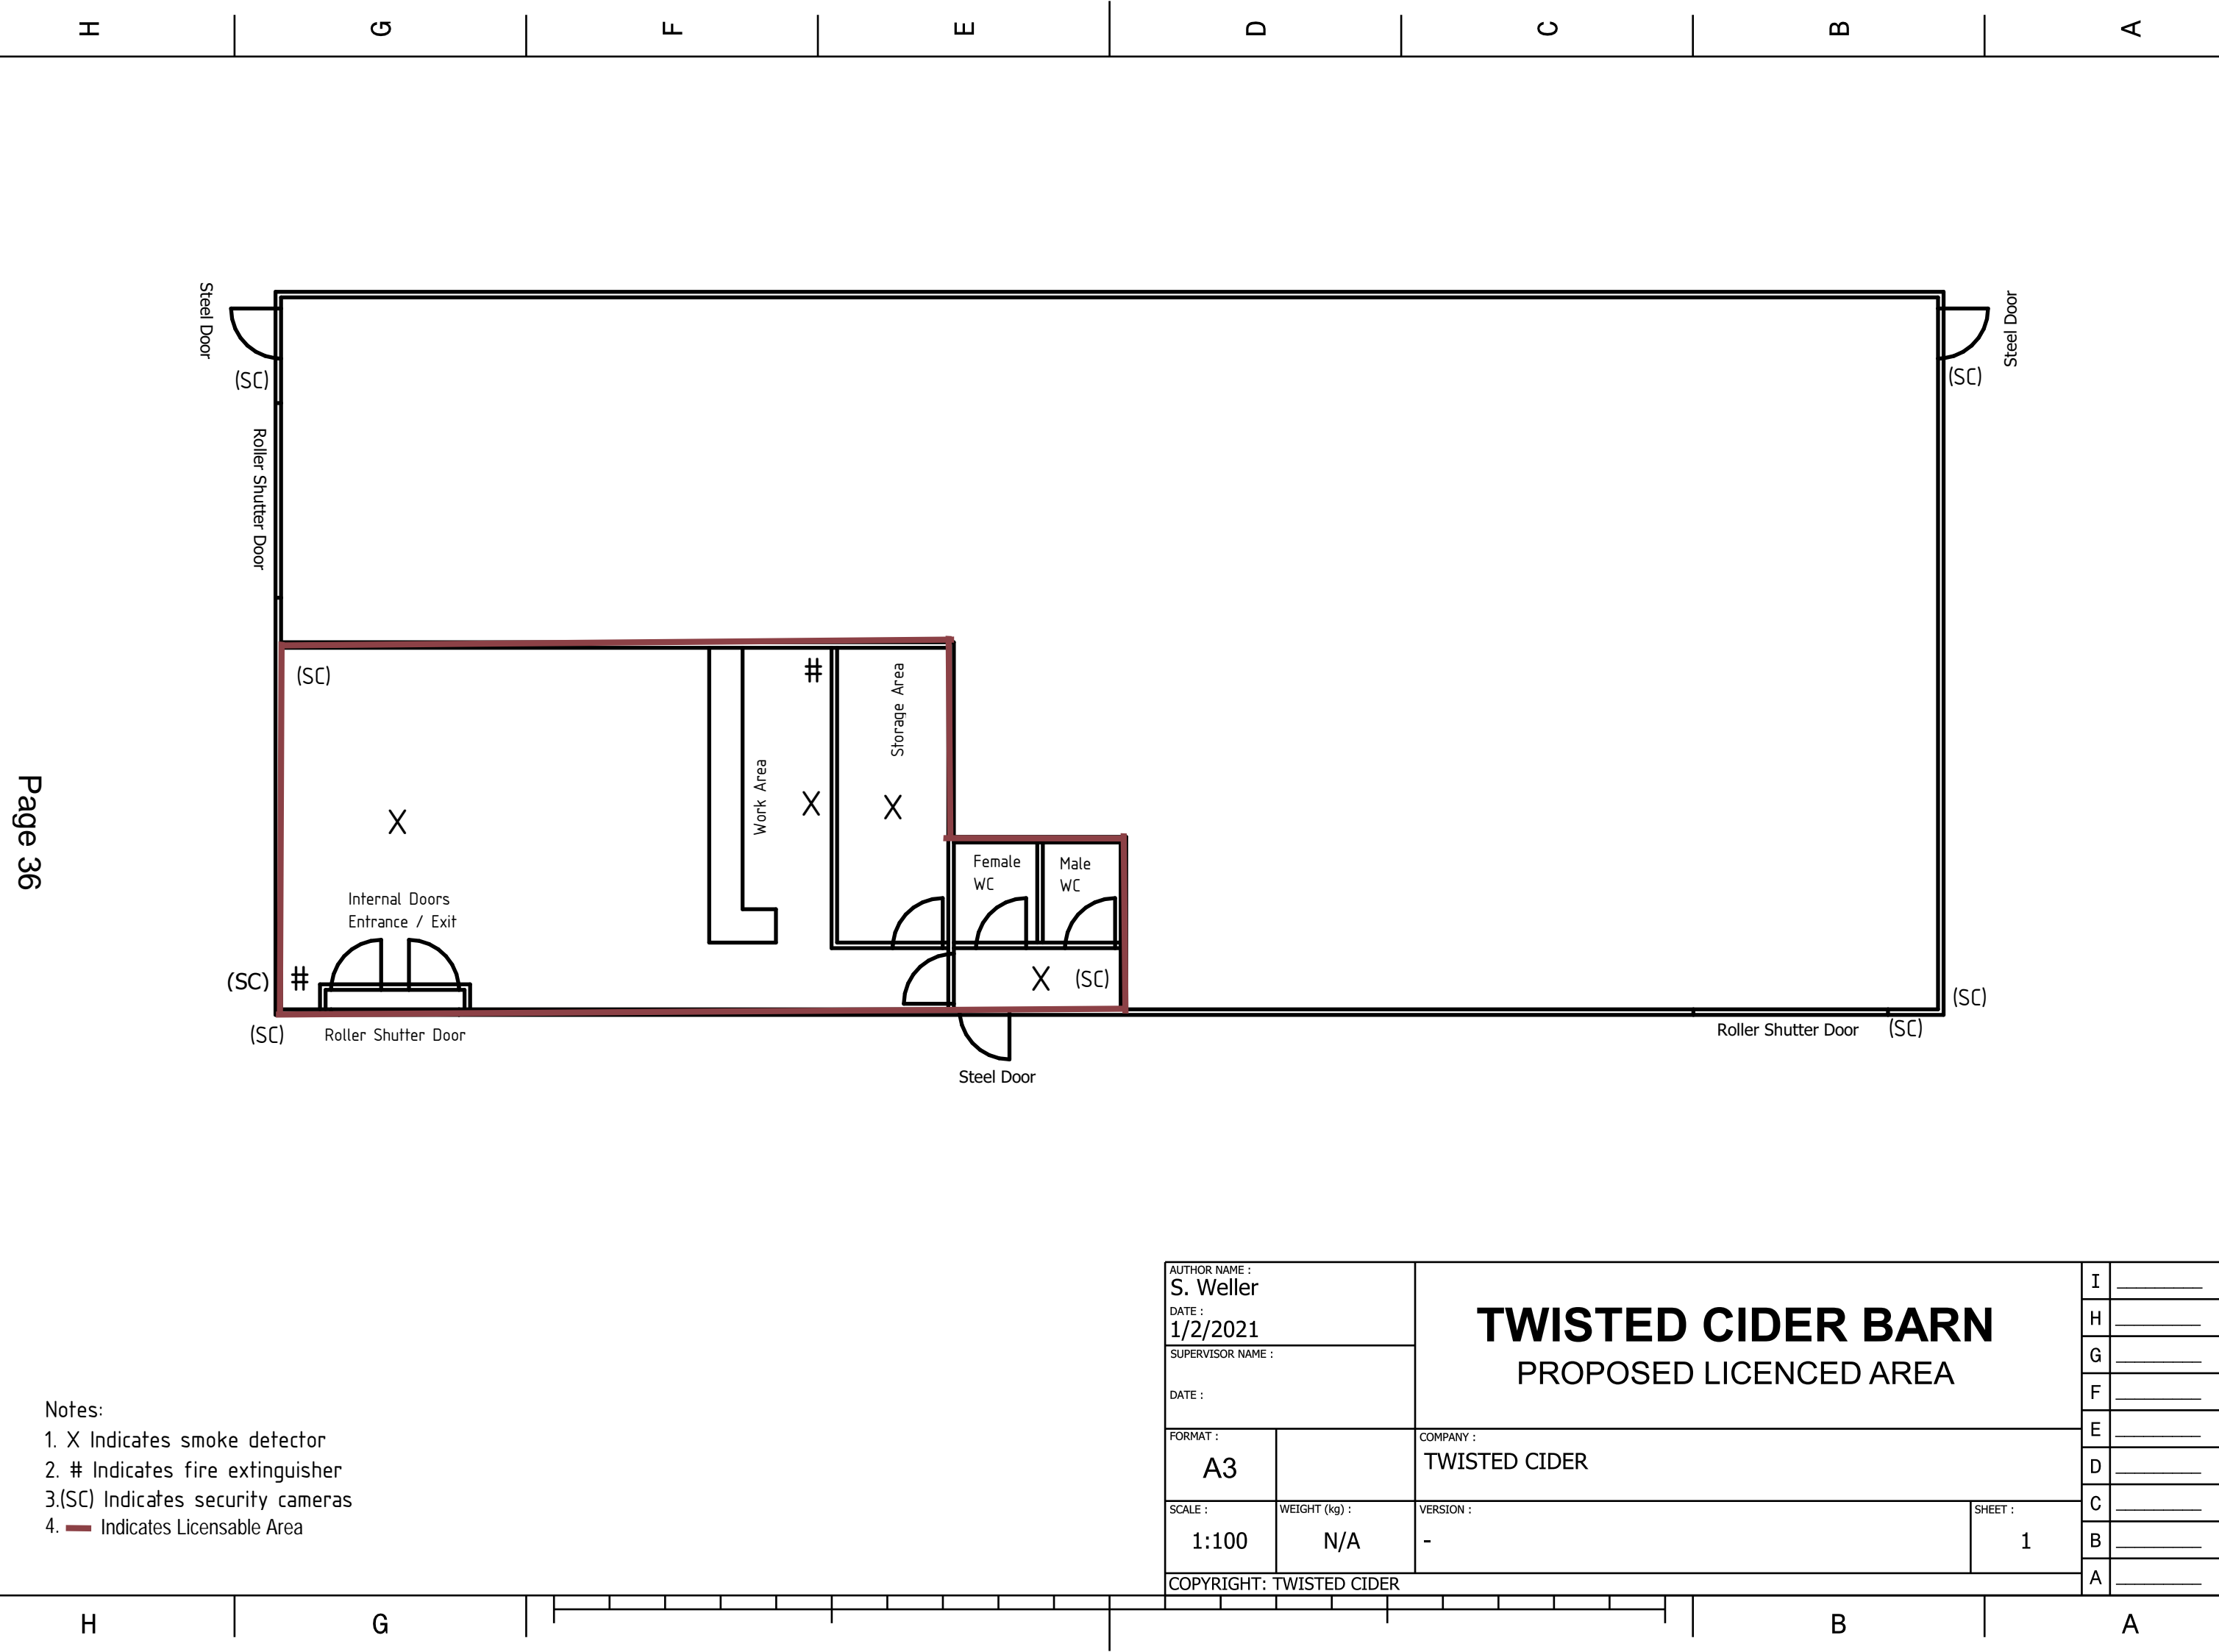 H G F E D C B A
Steel Door
Steel Door
(SC)
(SC)
Roller Shutter Door
(SC)
#
Storage Area
Work Area
X
X
X
Page 36
Female
WC
Male
WC
Internal Doors
Entrance / Exit
(SC)
#
X
(SC)
(SC)
(SC)
Roller Shutter Door
Roller Shutter Door
(SC)
Steel Door
AUTHOR NAME :
S. Weller
DATE :
1/2/2021
SUPERVISOR NAME :
DATE :
TWISTED CIDER BARN
PROPOSED LICENCED AREA
FORMAT :
A3
COMPANY :
TWISTED CIDER
SCALE :
1:100
WEIGHT (kg) :
N/A
VERSION :
-
SHEET :
1
COPYRIGHT: TWISTED CIDER
I
H
G
F
E
D
C
B
A
Notes:
1. X Indicates smoke detector
2. # Indicates fire extinguisher
3.(SC) Indicates security cameras
4. Indicates Licensable Area
H G B A